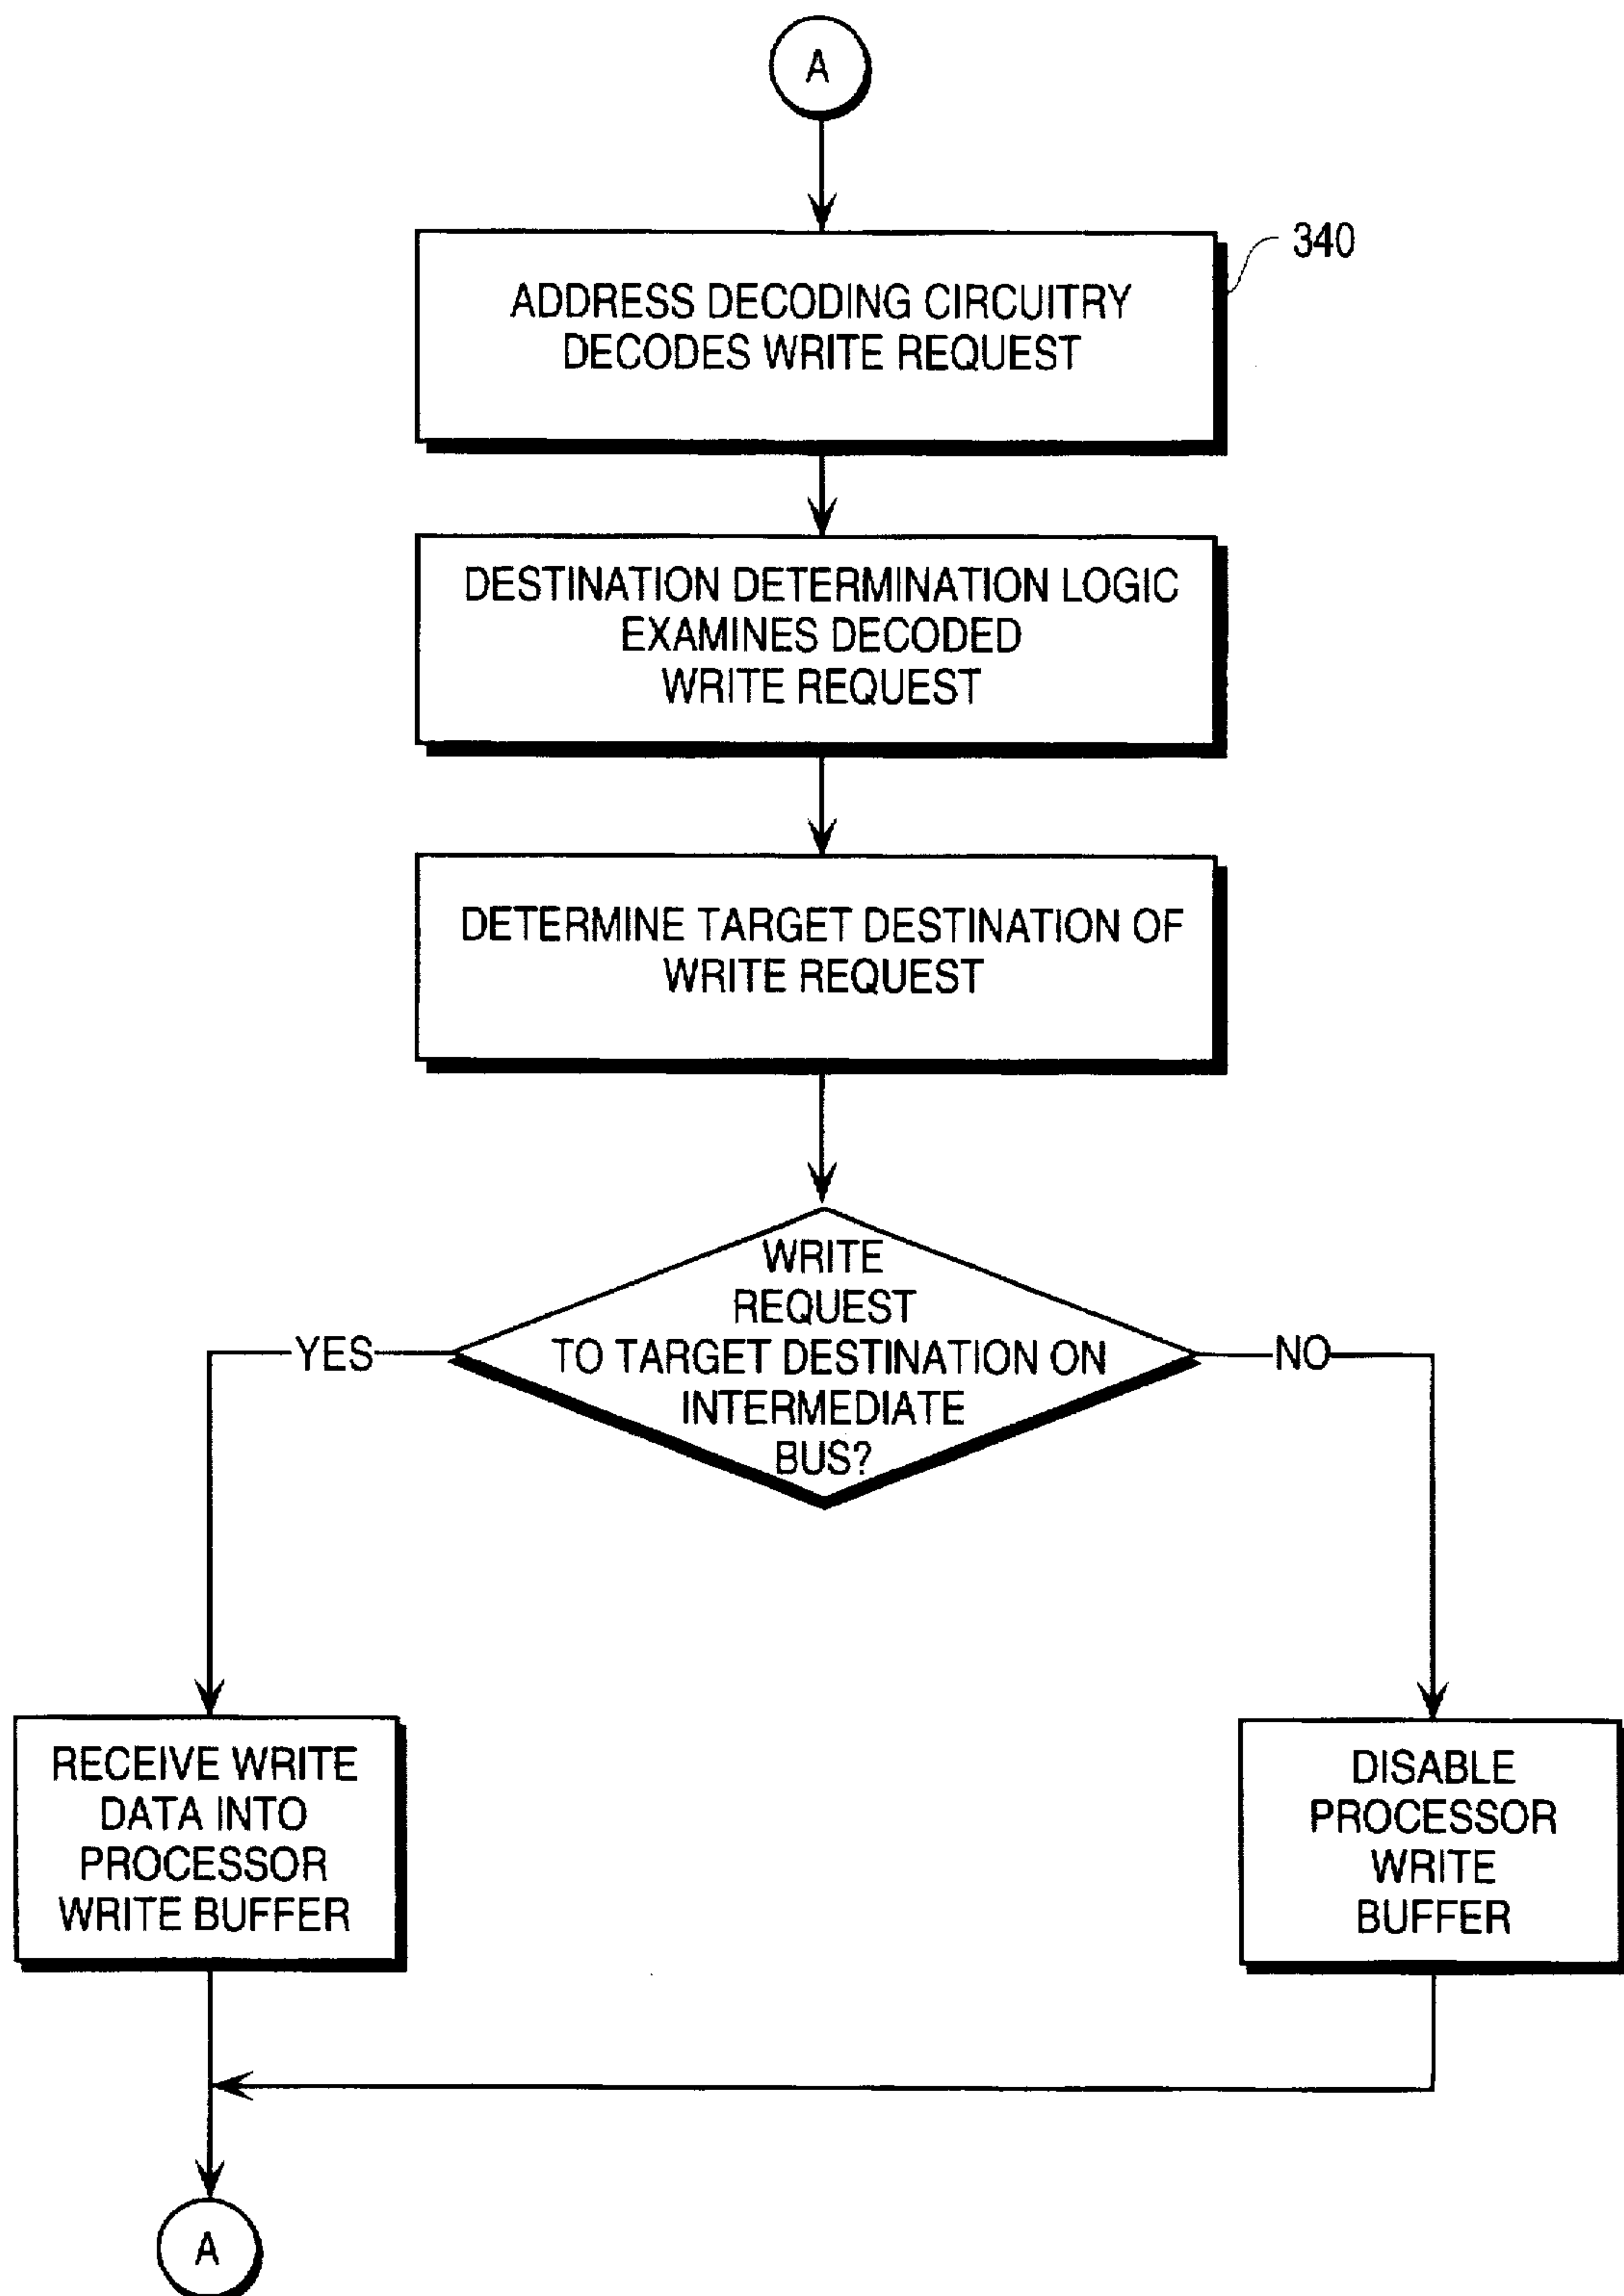 A
340
ADDRESS DECODING CIRCUITRY
DECODES WRITE REQUEST
DESTINATION DETERMINATION LOGIC
EXAMINES DECODED
WRITE REQUEST
DETERMINE TARGET DESTINATION OF
WRITE REQUEST
WRITE
REQUEST
TO TARGET DESTINATION ON
INTERMEDIATE
BUS?
YES
NO
RECEIVE WRITE
DATA INTO
PROCESSOR
WRITE BUFFER
DISABLE
PROCESSOR
WRITE
BUFFER
A